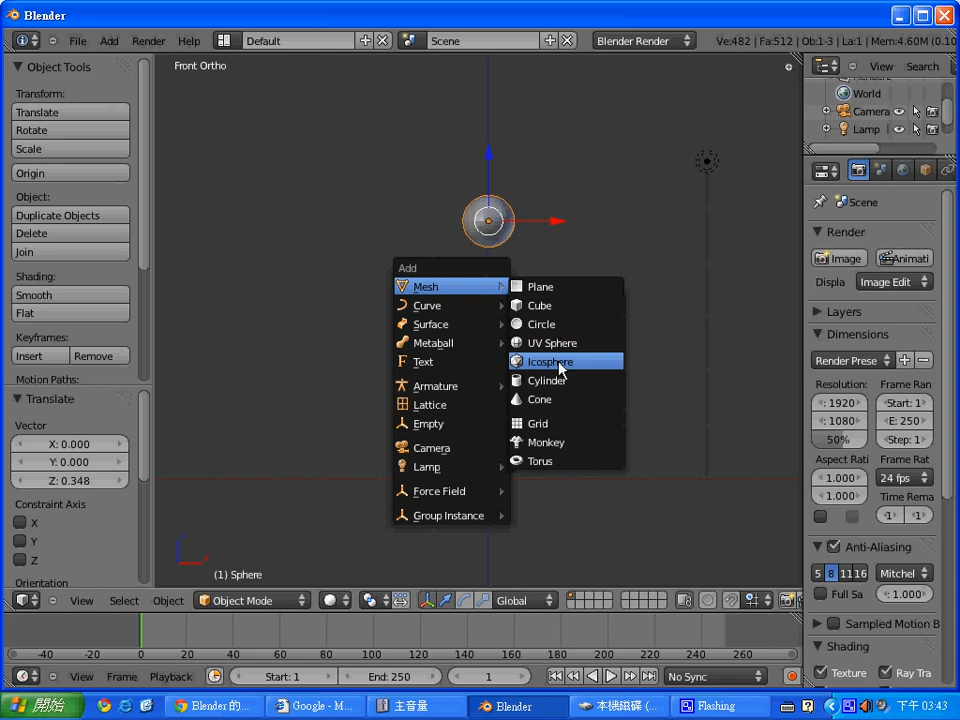 Blender
File Add Render Help Default Scene Blender Render Ve:482 | Fa:512 | Ob:1-3 | La:1 | Mem:4.60M (0.10
Object Tools
Transform:
Translate
Rotate
Scale
Origin
Object:
Duplicate Objects
Delete
Join
Shading:
Smooth
Flat
Keyframes:
Insert Remove
Motion Paths:
Translate
Vector
X: 0.000
Y: 0.000
Z: 0.348
Constraint Axis
X
Y
Z
Orientation
Front Ortho
Add
Mesh
Curve
Surface
Metaball
Text
Armature
Lattice
Empty
Camera
Lamp
Force Field
Group Instance
Plane
Cube
Circle
UV Sphere
Icosphere
Cylinder
Cone
Grid
Monkey
Torus
(1) Sphere
View Select Object Object Mode Global
-40 -20 0 20 40 60 80 100 120 140 160 180 200 220 240 260
View Frame Playback Start: 1 End: 250 1 No Sync
View Search
World
Camera
Lamp
Scene
Render
Image Animati
Displa Image Edit
Layers
Dimensions
Render Prese
Resolution: Frame Ran
: 1920 Start: 1
: 1080 E: 250
50% Step: 1
Aspect Rati Frame Rat
: 1.000 24 fps
: 1.000 Time Rema
: 1 : 1
Anti-Aliasing
5 8 11 16 Mitchel
Full Sa : 1.000
Sampled Motion B
Shading
Texture Ray Tra
開始 Blender 的... Google - M... 主音量 Blender 本機磁碟 (... Flashing 下午 03:43